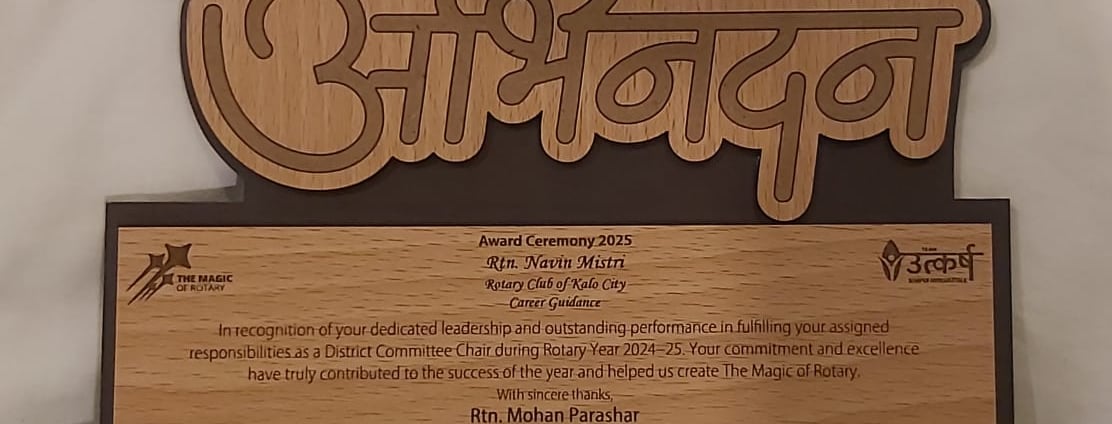 अभिनंदन
Award Ceremony 2025
Rtn. Navin Mistri
Rotary Club of Kalo City
Career Guidance
THE MAGIC
OF ROTARY
उत्कर्ष
In recognition of your dedicated leadership and outstanding performance in fulfilling your assigned
responsibilities as a District Committee Chair during Rotary Year 2024–25. Your commitment and excellence
have truly contributed to the success of the year and helped us create The Magic of Rotary.
With sincere thanks,
Rtn. Mohan Parashar